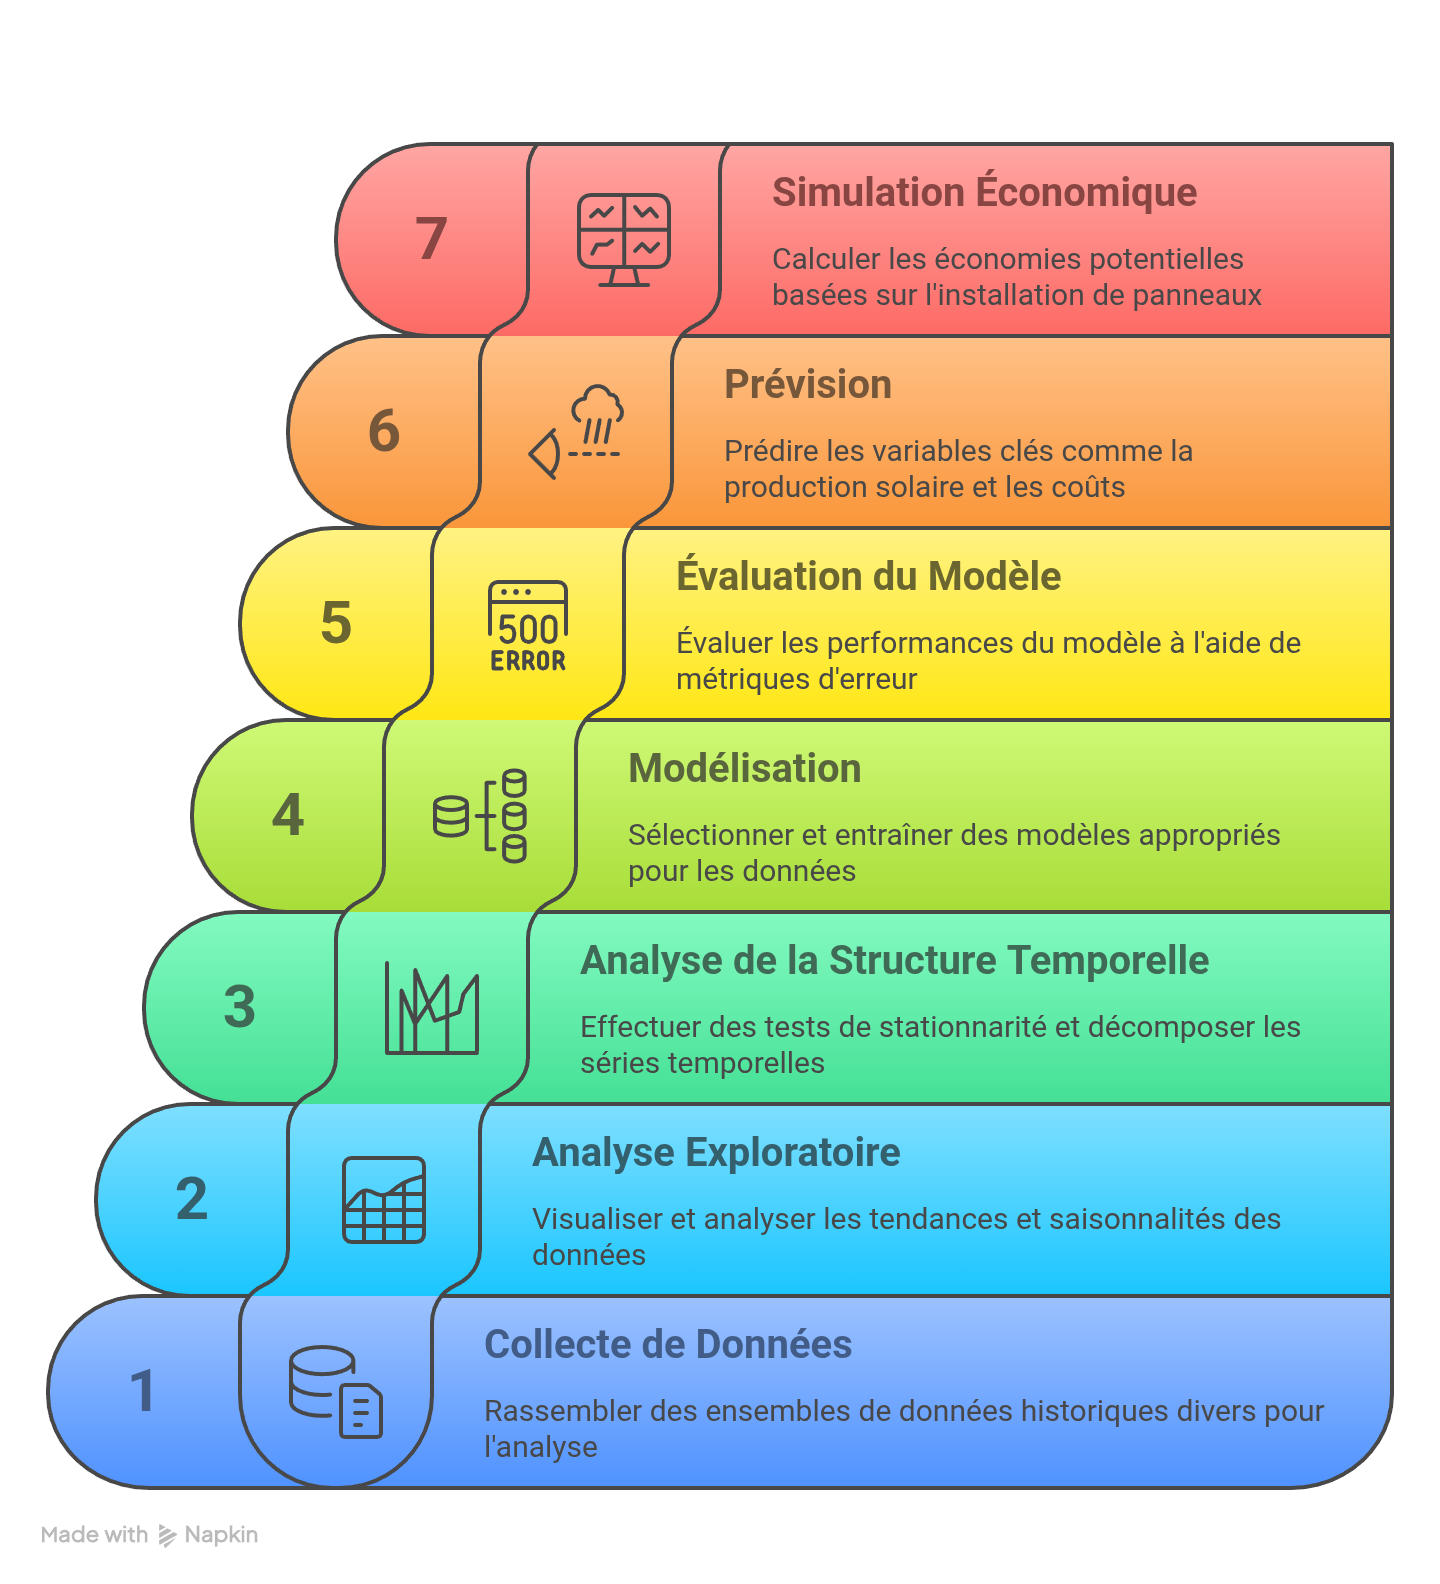 7
Simulation Économique
Calculer les économies potentielles
basées sur l'installation de panneaux
6
Prévision
Prédire les variables clés comme la
production solaire et les coûts
5
500
ERROR
Évaluation du Modèle
Évaluer les performances du modèle à l'aide de
métriques d'erreur
4
Modélisation
Sélectionner et entraîner des modèles appropriés
pour les données
3
Analyse de la Structure Temporelle
Effectuer des tests de stationnarité et décomposer les
séries temporelles
2
Analyse Exploratoire
Visualiser et analyser les tendances et saisonnalités des
données
1
Collecte de Données
Rassembler des ensembles de données historiques divers pour
l'analyse
Made with Napkin